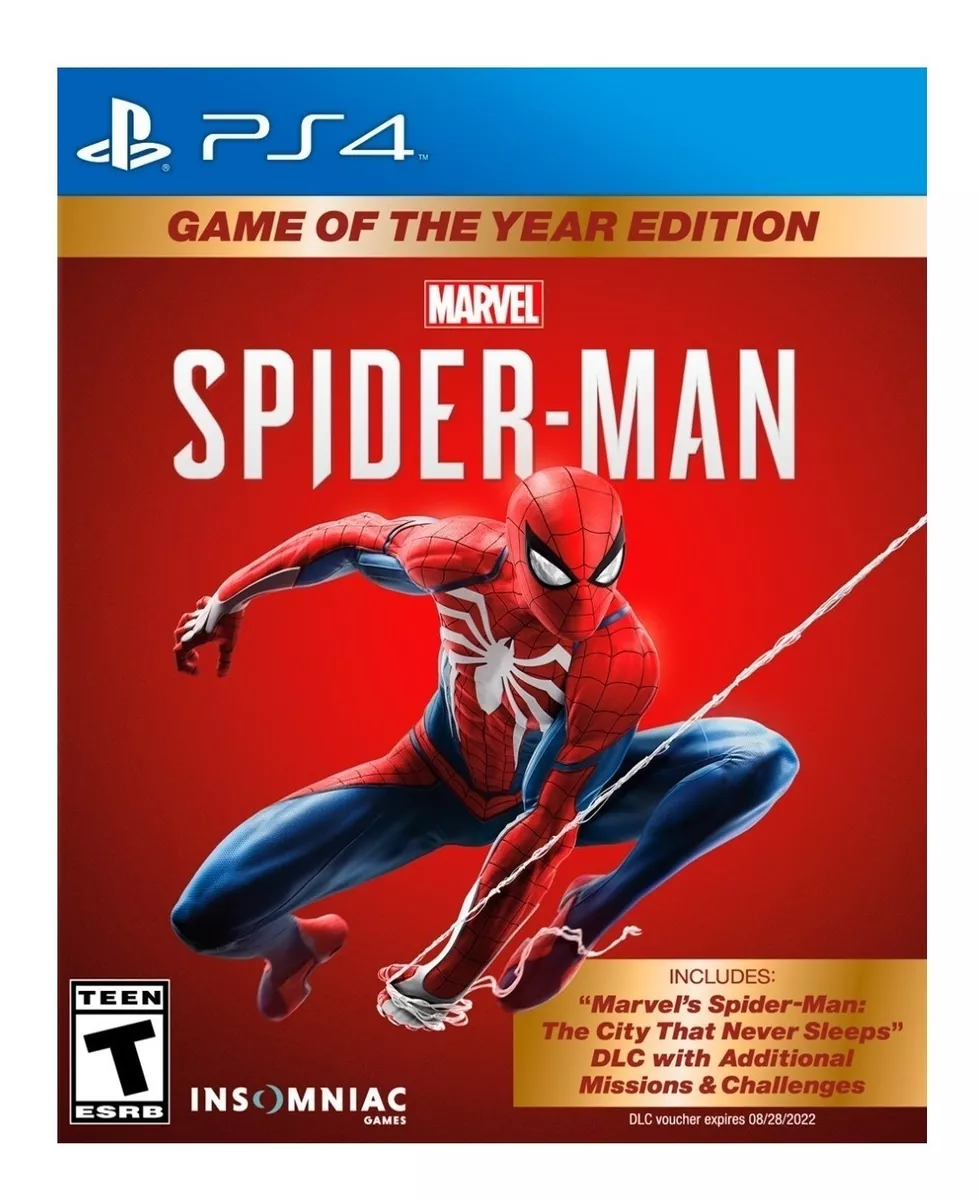 PS4™
GAME OF THE YEAR EDITION
MARVEL
SPIDER-MAN
INCLUDES:
“Marvel’s Spider-Man:
The City That Never Sleeps”
DLC with Additional
Missions & Challenges
DLC voucher expires 08/28/2022
TEEN
T
ESRB
INSOMNIAC
GAMES